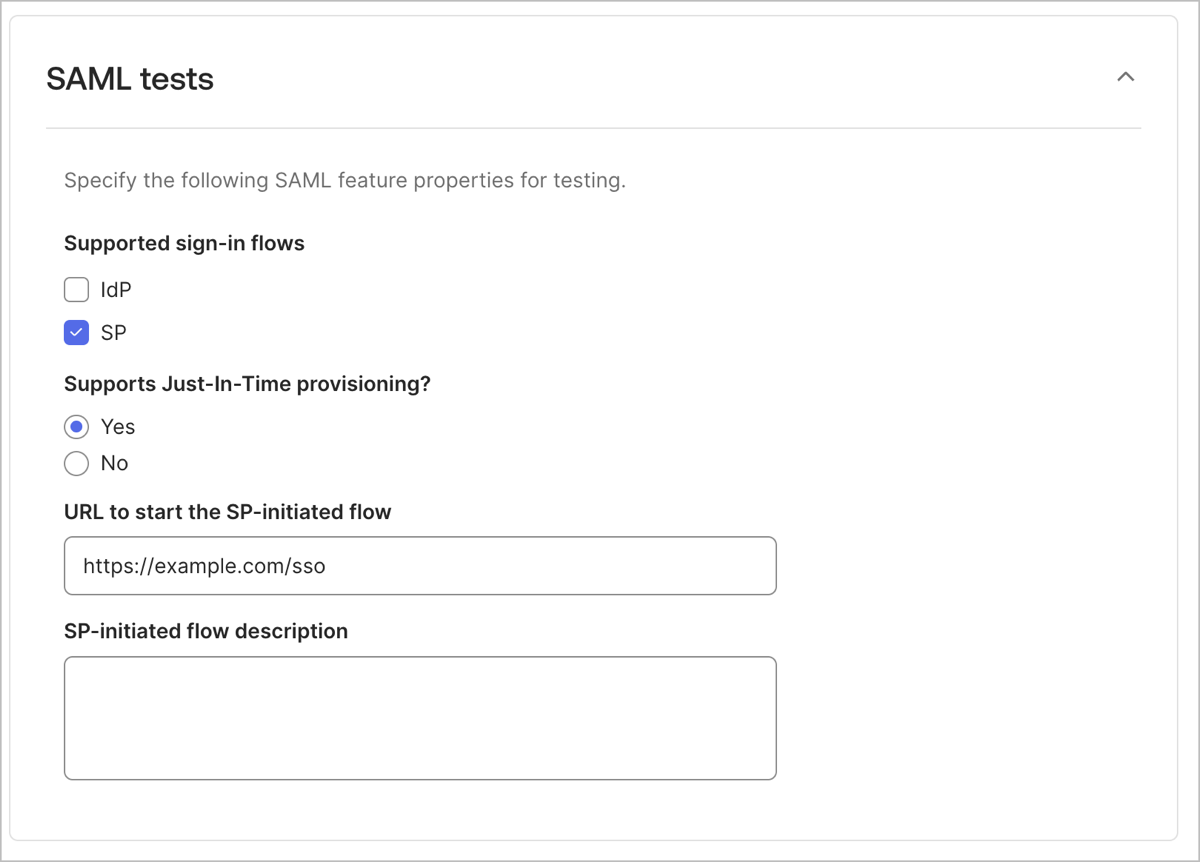 SAML tests
Specify the following SAML feature properties for testing.
Supported sign-in flows
IdP
SP
Supports Just-In-Time provisioning?
Yes
No
URL to start the SP-initiated flow
https://example.com/sso
SP-initiated flow description